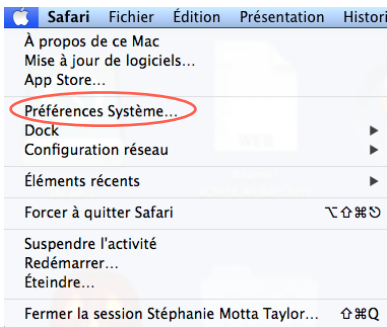 Safari Fichier Édition Présentation Histori
À propos de ce Mac
Mise à jour de logiciels...
App Store...
Préférences Système...
Dock
Configuration réseau
Éléments récents
Forcer à quitter Safari ⌥⇧⌘⎋
Suspendre l'activité
Redémarrer...
Éteindre...
Fermer la session Stéphanie Motta Taylor... ⇧⌘Q